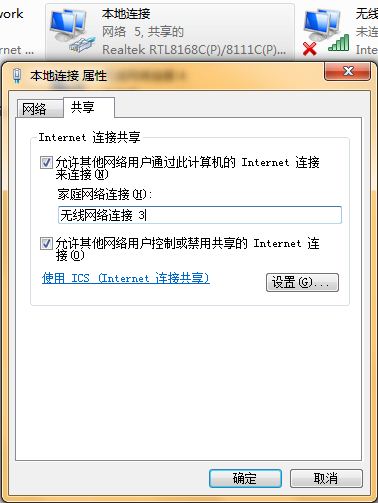 work
本地连接
无线
网络 5, 共享的
未连
ernet ...
Realtek RTL8168C(P)/8111C(P)...
Intern
本地连接 属性
网络
共享
Internet 连接共享
允许其他网络用户通过此计算机的 Internet 连接
来连接(N)
家庭网络连接(H):
无线网络连接 3
允许其他网络用户控制或禁用共享的 Internet 连
接(O)
使用 ICS (Internet 连接共享)
设置(G)...
确定
取消